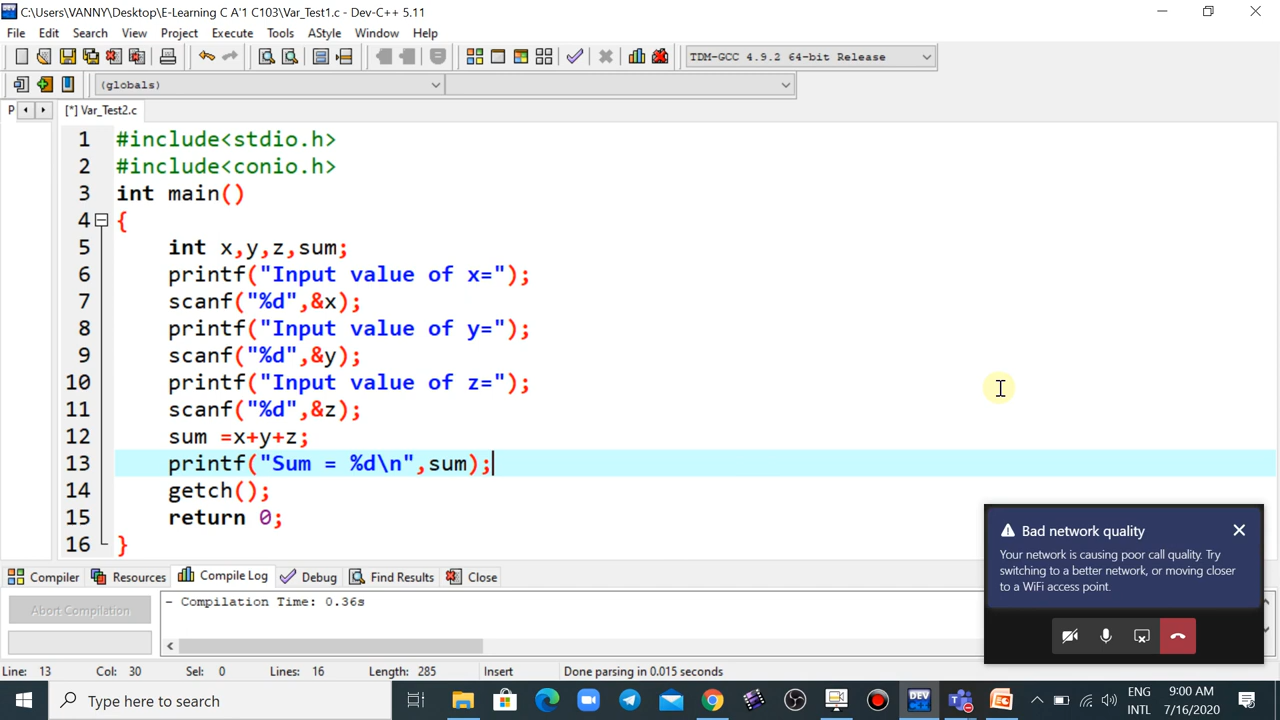 C:\Users\VANNY\Desktop\E-Learning C A'1 C103\Var_Test1.c - Dev-C++ 5.11
File Edit Search View Project Execute Tools AStyle Window Help
TDM-GCC 4.9.2 64-bit Release
(globals)
P [*] Var_Test2.c
1 #include<stdio.h>
2 #include<conio.h>
3 int main()
4 {
5 int x,y,z,sum;
6 printf("Input value of x=");
7 scanf("%d",&x);
8 printf("Input value of y=");
9 scanf("%d",&y);
10 printf("Input value of z=");
11 scanf("%d",&z);
12 sum =x+y+z;
13 printf("Sum = %d\n",sum);
14 getch();
15 return 0;
16 }
Bad network quality
Your network is causing poor call quality. Try
switching to a better network, or moving closer
to a WiFi access point.
Compiler Resources Compile Log Debug Find Results Close
Abort Compilation
- Compilation Time: 0.36s
Line: 13 Col: 30 Sel: 0 Lines: 16 Length: 285 Insert Done parsing in 0.015 seconds
Type here to search
DEV
ENG
INTL
9:00 AM
7/16/2020